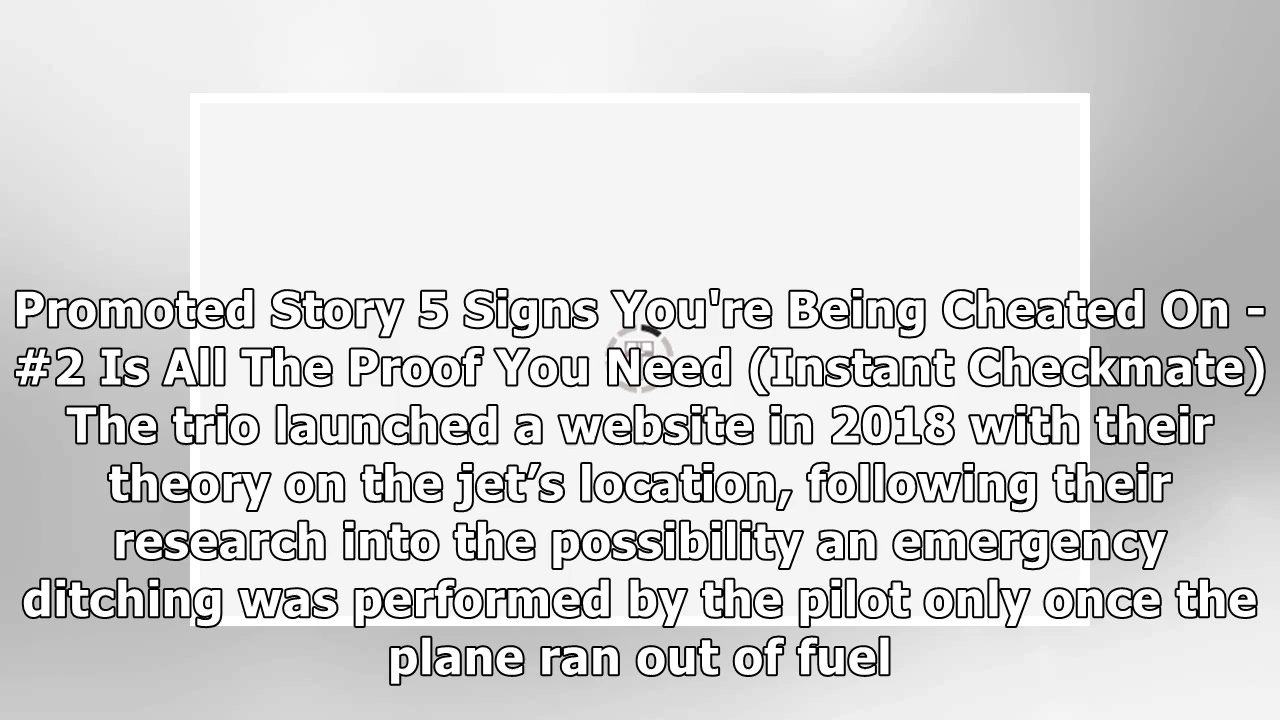 Promoted Story 5 Signs You're Being Cheated On -
#2 Is All The Proof You Need (Instant Checkmate)
The trio launched a website in 2018 with their
theory on the jet’s location, following their
research into the possibility an emergency
ditching was performed by the pilot only once the
plane ran out of fuel